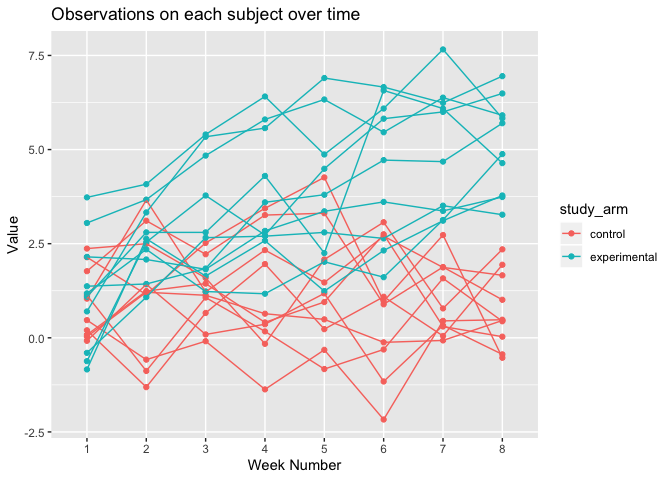 Observations on each subject over time
7.5
5.0
2.5
0.0
-2.5
Value
1 2 3 4 5 6 7 8
Week Number
study_arm
control
experimental